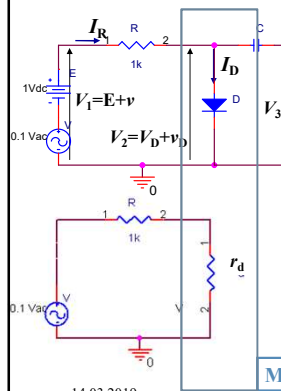 I_R R C
1 2
1k
I_D
E
1Vdc
V_1=E+v D V_3
V
0.1 Vac
V_2=V_D+v_D
0
R
1 2
1k
1
r_d
0.1 Vac V V
2
0
M